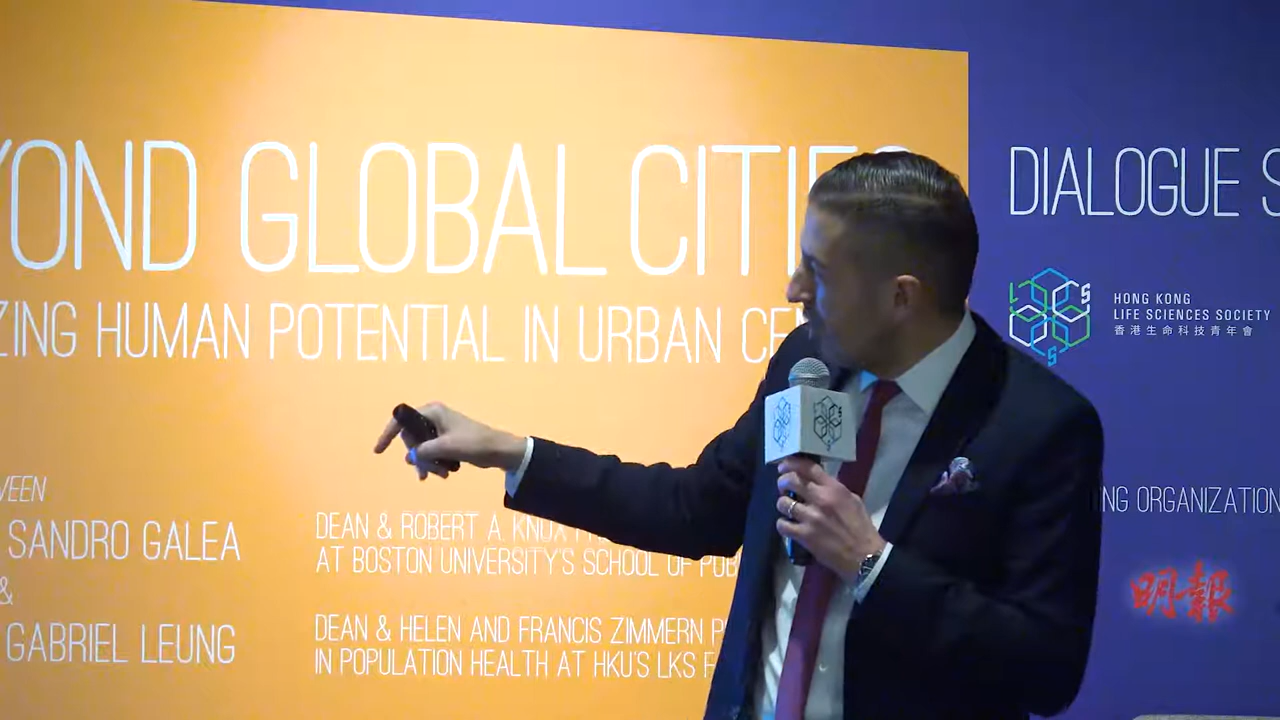 YOND GLOBAL CITIES
ZING HUMAN POTENTIAL IN URBAN CE
VEEN
SANDRO GALEA
&
GABRIEL LEUNG
DEAN & ROBERT A. KNOX
AT BOSTON UNIVERSITY'S SCHOOL OF PUB
DEAN & HELEN AND FRANCIS ZIMMERN P
IN POPULATION HEALTH AT HKU'S LKS F
DIALOGUE S
HONG KONG
LIFE SCIENCES SOCIETY
香港生命科技青年會
ING ORGANIZATION
明報